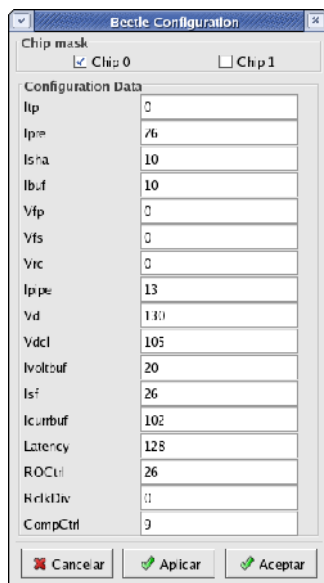 Beetle Configuration
Chip mask
Chip 0 Chip 1
Configuration Data
Itp 0
Ipre 26
Isha 10
Ibuf 10
Vfp 0
Vfs 0
Vrc 0
Ipipe 13
Vd 130
Vdcl 105
Ivoltbuf 20
Isf 26
Icurrbuf 102
Latency 128
ROCtrl 26
RclkDiv 0
CompCtrl 9
Cancelar Aplicar Aceptar